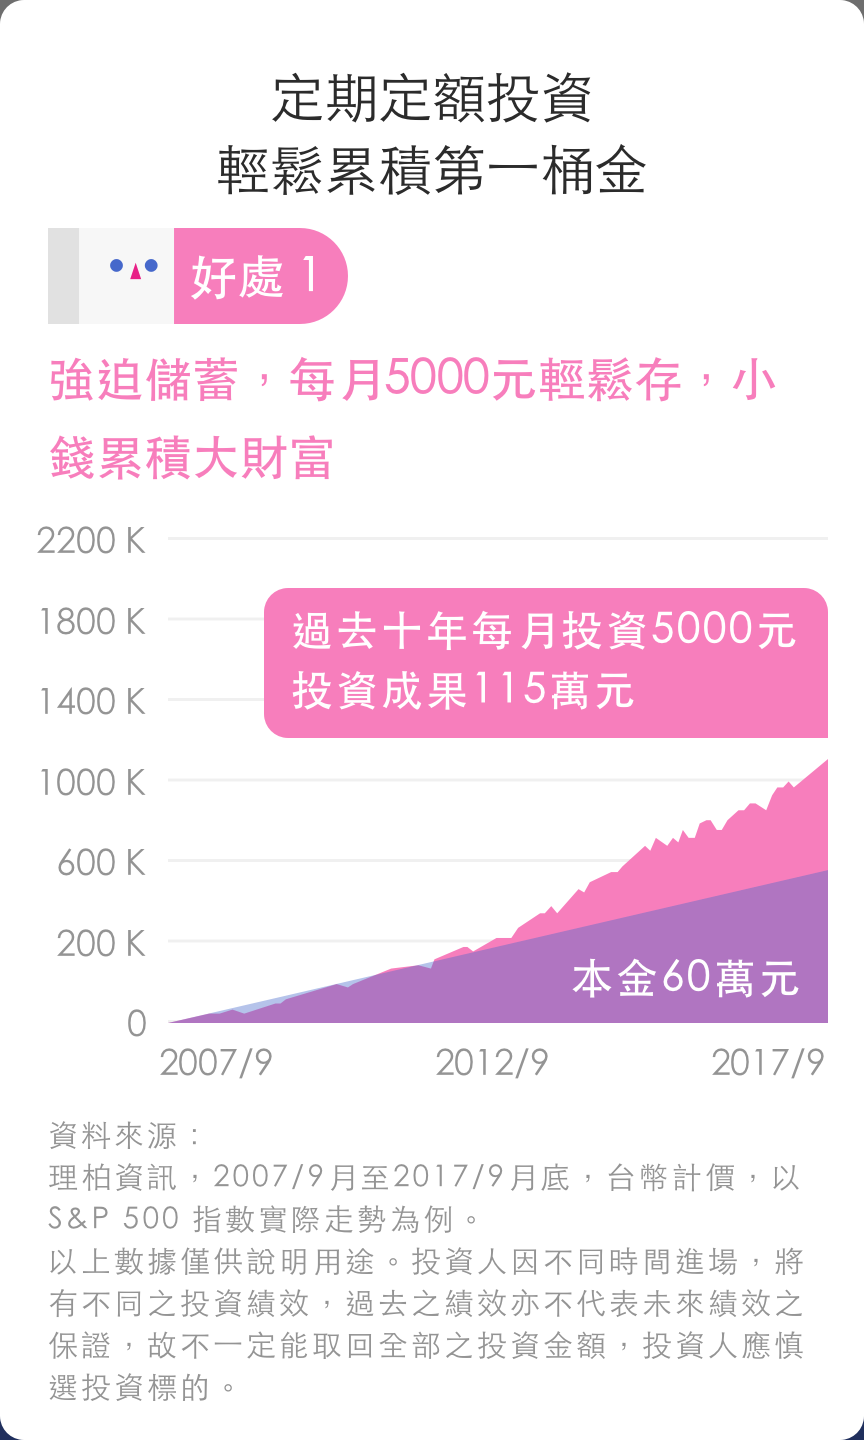 定期定額投資
輕鬆累積第一桶金
好處 1
強迫儲蓄，每月5000元輕鬆存，小
錢累積大財富
2200 K
1800 K
1400 K
1000 K
600 K
200 K
0
過去十年每月投資5000元
投資成果115萬元
本金60萬元
2007/9
2012/9
2017/9
資料來源：
理柏資訊，2007/9月至2017/9月底，台幣計價，以
S&P 500 指數實際走勢為例。
以上數據僅供說明用途。投資人因不同時間進場，將
有不同之投資績效，過去之績效亦不代表未來績效之
保證，故不一定能取回全部之投資金額，投資人應慎
選投資標的。